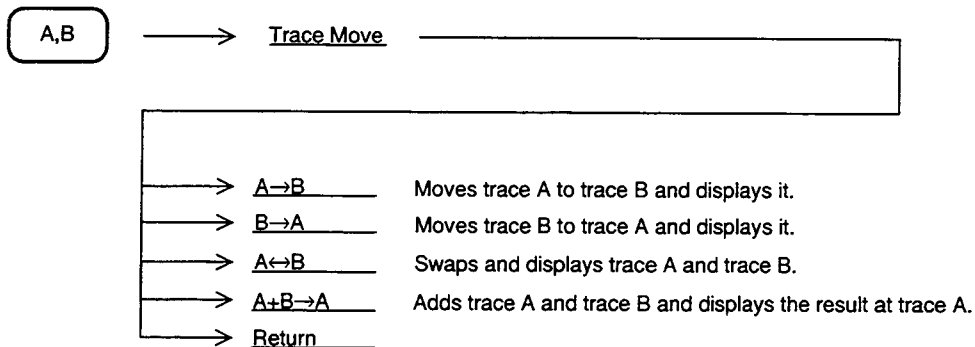 A,B Trace Move
A→B Moves trace A to trace B and displays it.
B→A Moves trace B to trace A and displays it.
A↔B Swaps and displays trace A and trace B.
A+B→A Adds trace A and trace B and displays the result at trace A.
Return